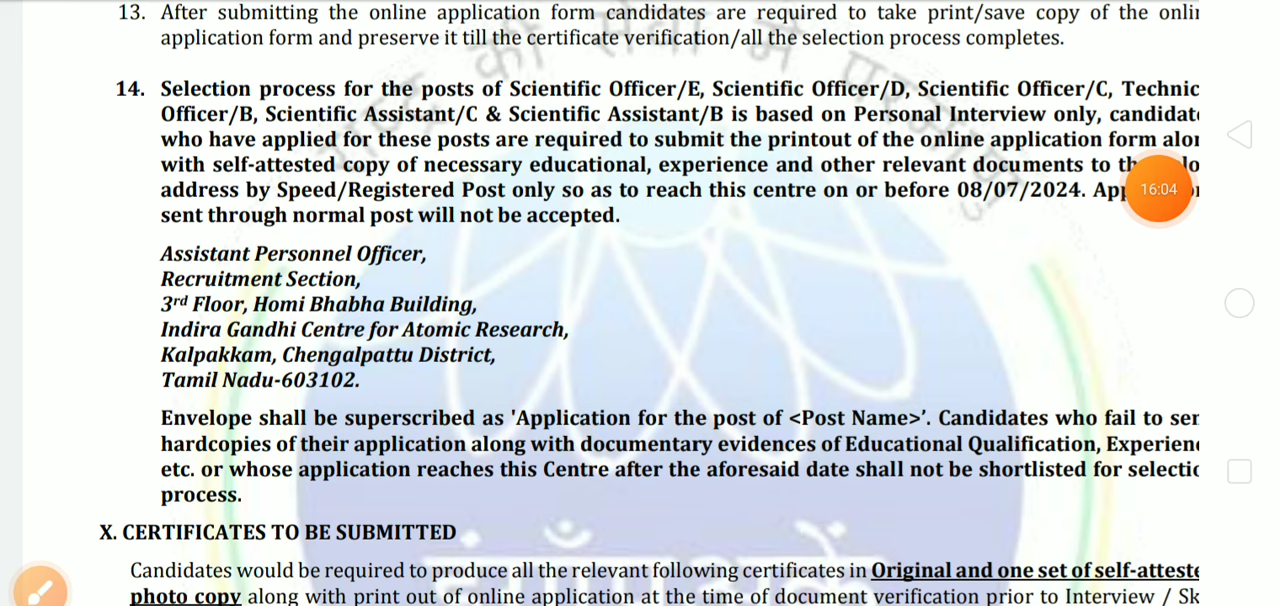 13. After submitting the online application form candidates are required to take print/save copy of the onlin
application form and preserve it till the certificate verification/all the selection process completes.
14. Selection process for the posts of Scientific Officer/E, Scientific Officer/D, Scientific Officer/C, Technic
Officer/B, Scientific Assistant/C & Scientific Assistant/B is based on Personal Interview only, candidat
who have applied for these posts are required to submit the printout of the online application form alon
with self-attested copy of necessary educational, experience and other relevant documents to th lo
address by Speed/Registered Post only so as to reach this centre on or before 08/07/2024. App
16:04
sent through normal post will not be accepted.
Assistant Personnel Officer,
Recruitment Section,
3rd Floor, Homi Bhabha Building,
Indira Gandhi Centre for Atomic Research,
Kalpakkam, Chengalpattu District,
Tamil Nadu-603102.
Envelope shall be superscribed as 'Application for the post of <Post Name>’. Candidates who fail to sen
hardcopies of their application along with documentary evidences of Educational Qualification, Experienc
etc. or whose application reaches this Centre after the aforesaid date shall not be shortlisted for selectio
process.
X. CERTIFICATES TO BE SUBMITTED
Candidates would be required to produce all the relevant following certificates in Original and one set of self-atteste
photo copy along with print out of online application at the time of document verification prior to Interview / Sk